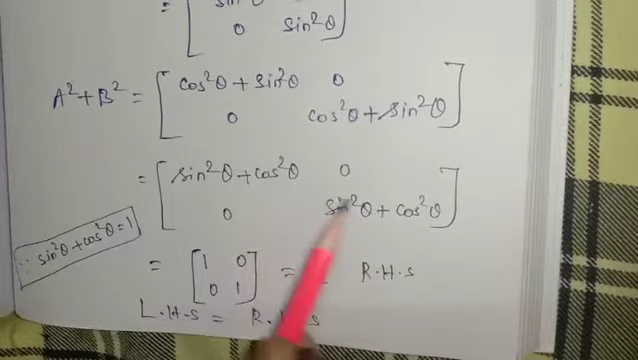 = [ sin²θ 0
0 sin²θ ]
A²+B² = [ cos²θ + sin²θ 0
0 cos²θ + sin²θ ]
= [ sin²θ + cos²θ 0
0 sin²θ + cos²θ ]
∵ sin²θ + cos²θ = 1
= [ 1 0
0 1 ] = R.H.S
L.H.S = R.